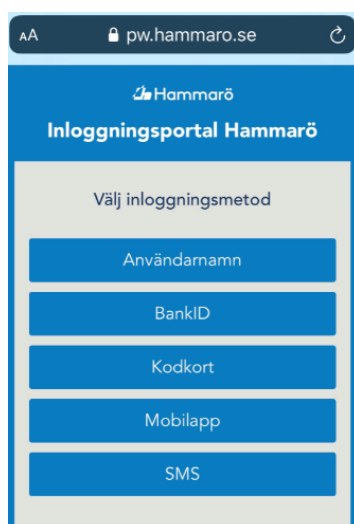 AA pw.hammaro.se
Hammarö
Inloggningsportal Hammarö
Välj inloggningsmetod
Användarnamn
BankID
Kodkort
Mobilapp
SMS